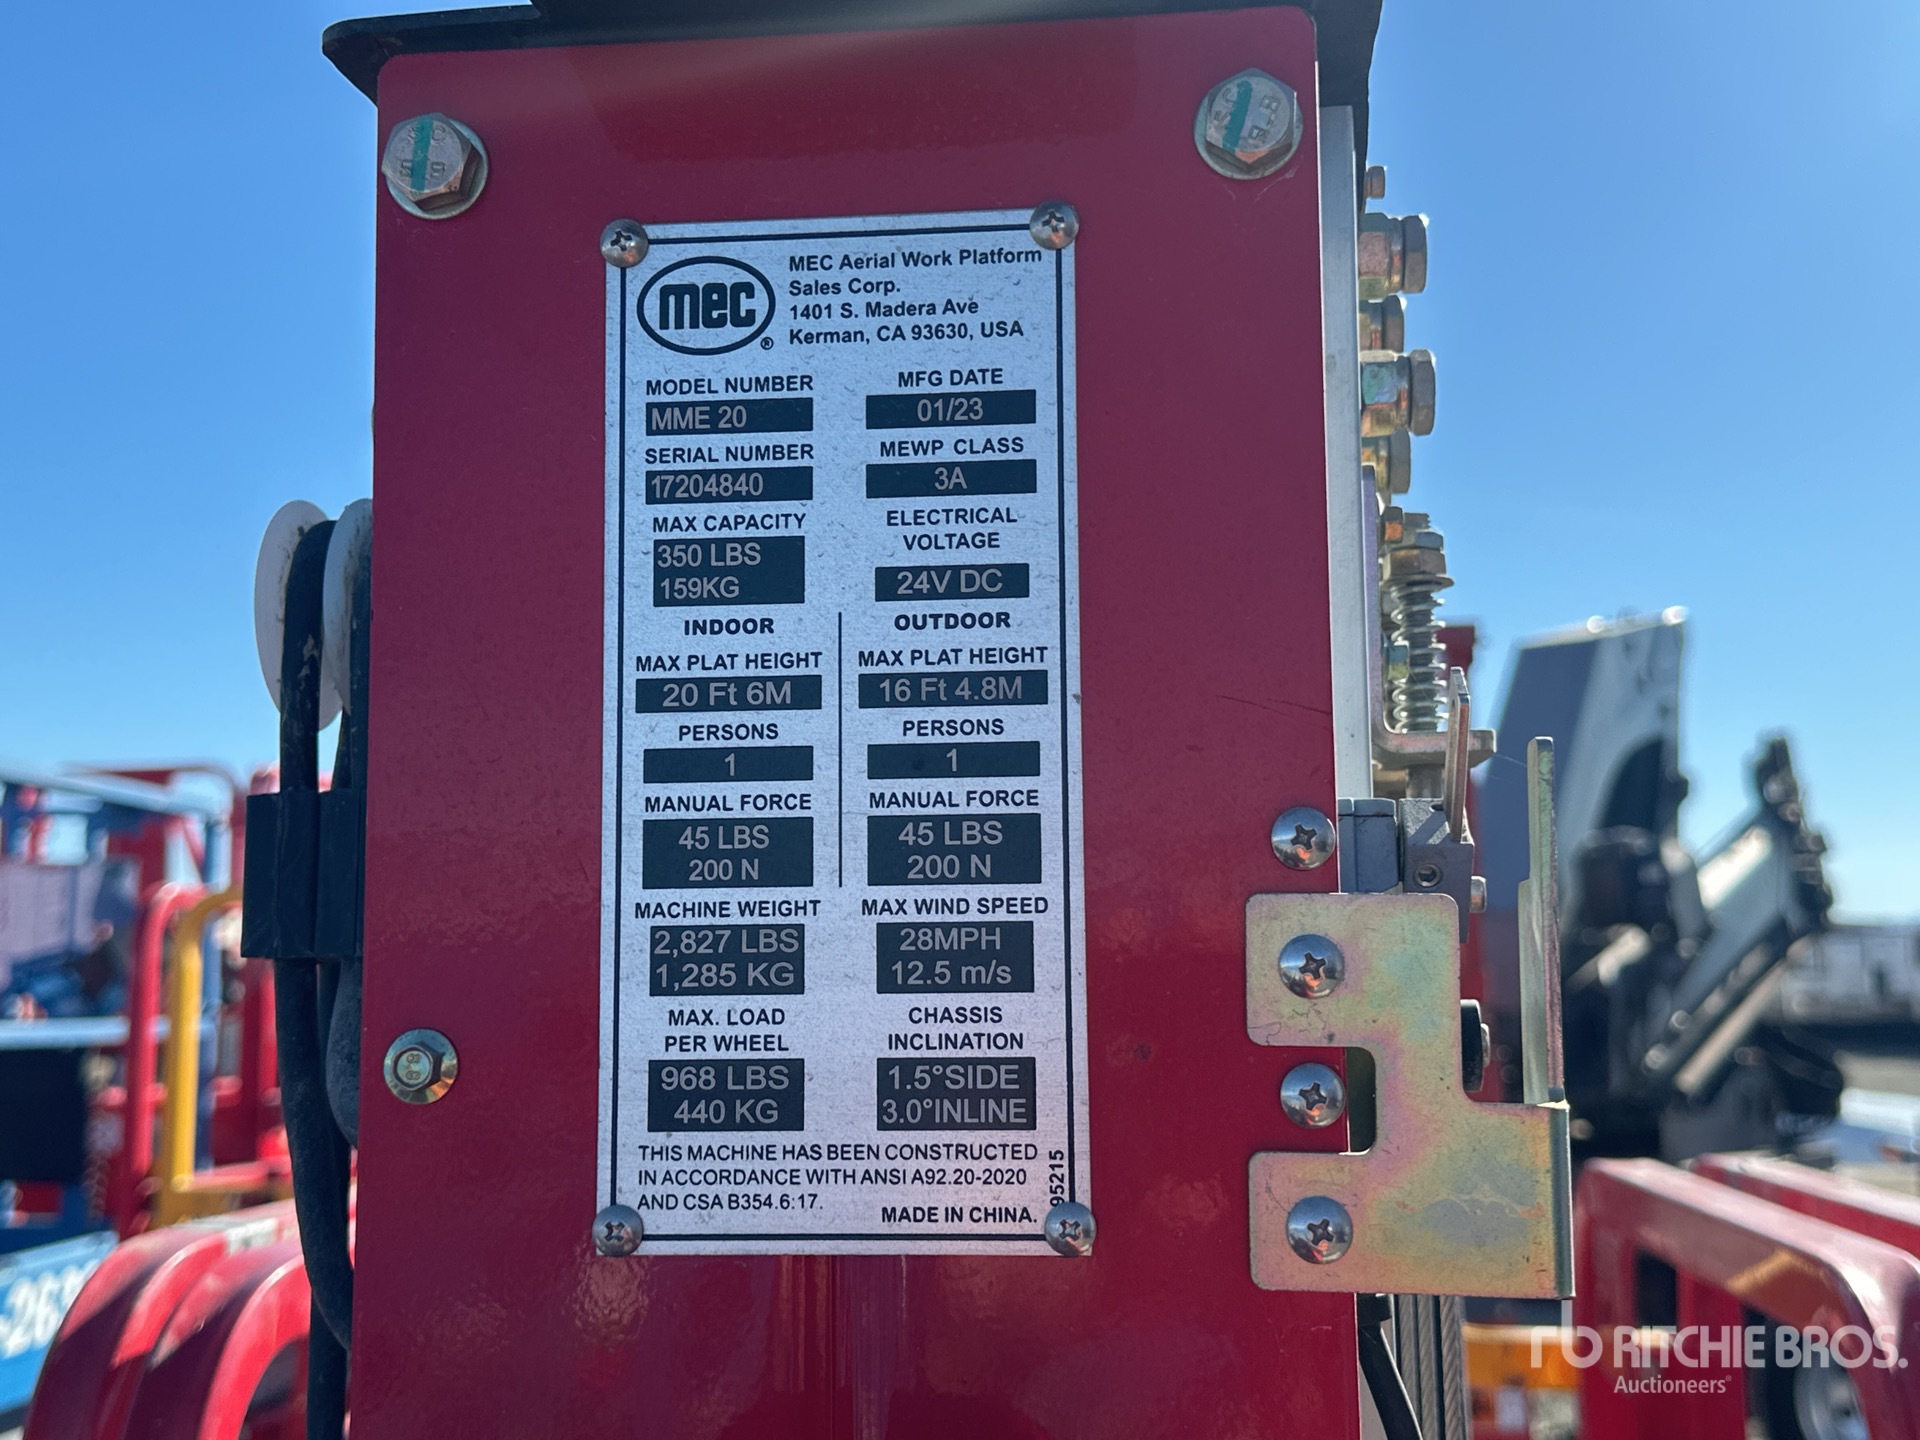 mec®
MEC Aerial Work Platform
Sales Corp.
1401 S. Madera Ave
Kerman, CA 93630, USA
MODEL NUMBER
MME 20
MFG DATE
01/23
SERIAL NUMBER
17204840
MEWP CLASS
3A
MAX CAPACITY
350 LBS
159KG
ELECTRICAL
VOLTAGE
24V DC
INDOOR
OUTDOOR
MAX PLAT HEIGHT
20 Ft 6M
MAX PLAT HEIGHT
16 Ft 4.8M
PERSONS
1
PERSONS
1
MANUAL FORCE
45 LBS
200 N
MANUAL FORCE
45 LBS
200 N
MACHINE WEIGHT
2,827 LBS
1,285 KG
MAX WIND SPEED
28MPH
12.5 m/s
MAX. LOAD
PER WHEEL
968 LBS
440 KG
CHASSIS
INCLINATION
1.5°SIDE
3.0°INLINE
THIS MACHINE HAS BEEN CONSTRUCTED
IN ACCORDANCE WITH ANSI A92.20-2020
AND CSA B354.6:17.
MADE IN CHINA.
95215
rb RITCHIE BROS.
Auctioneers®